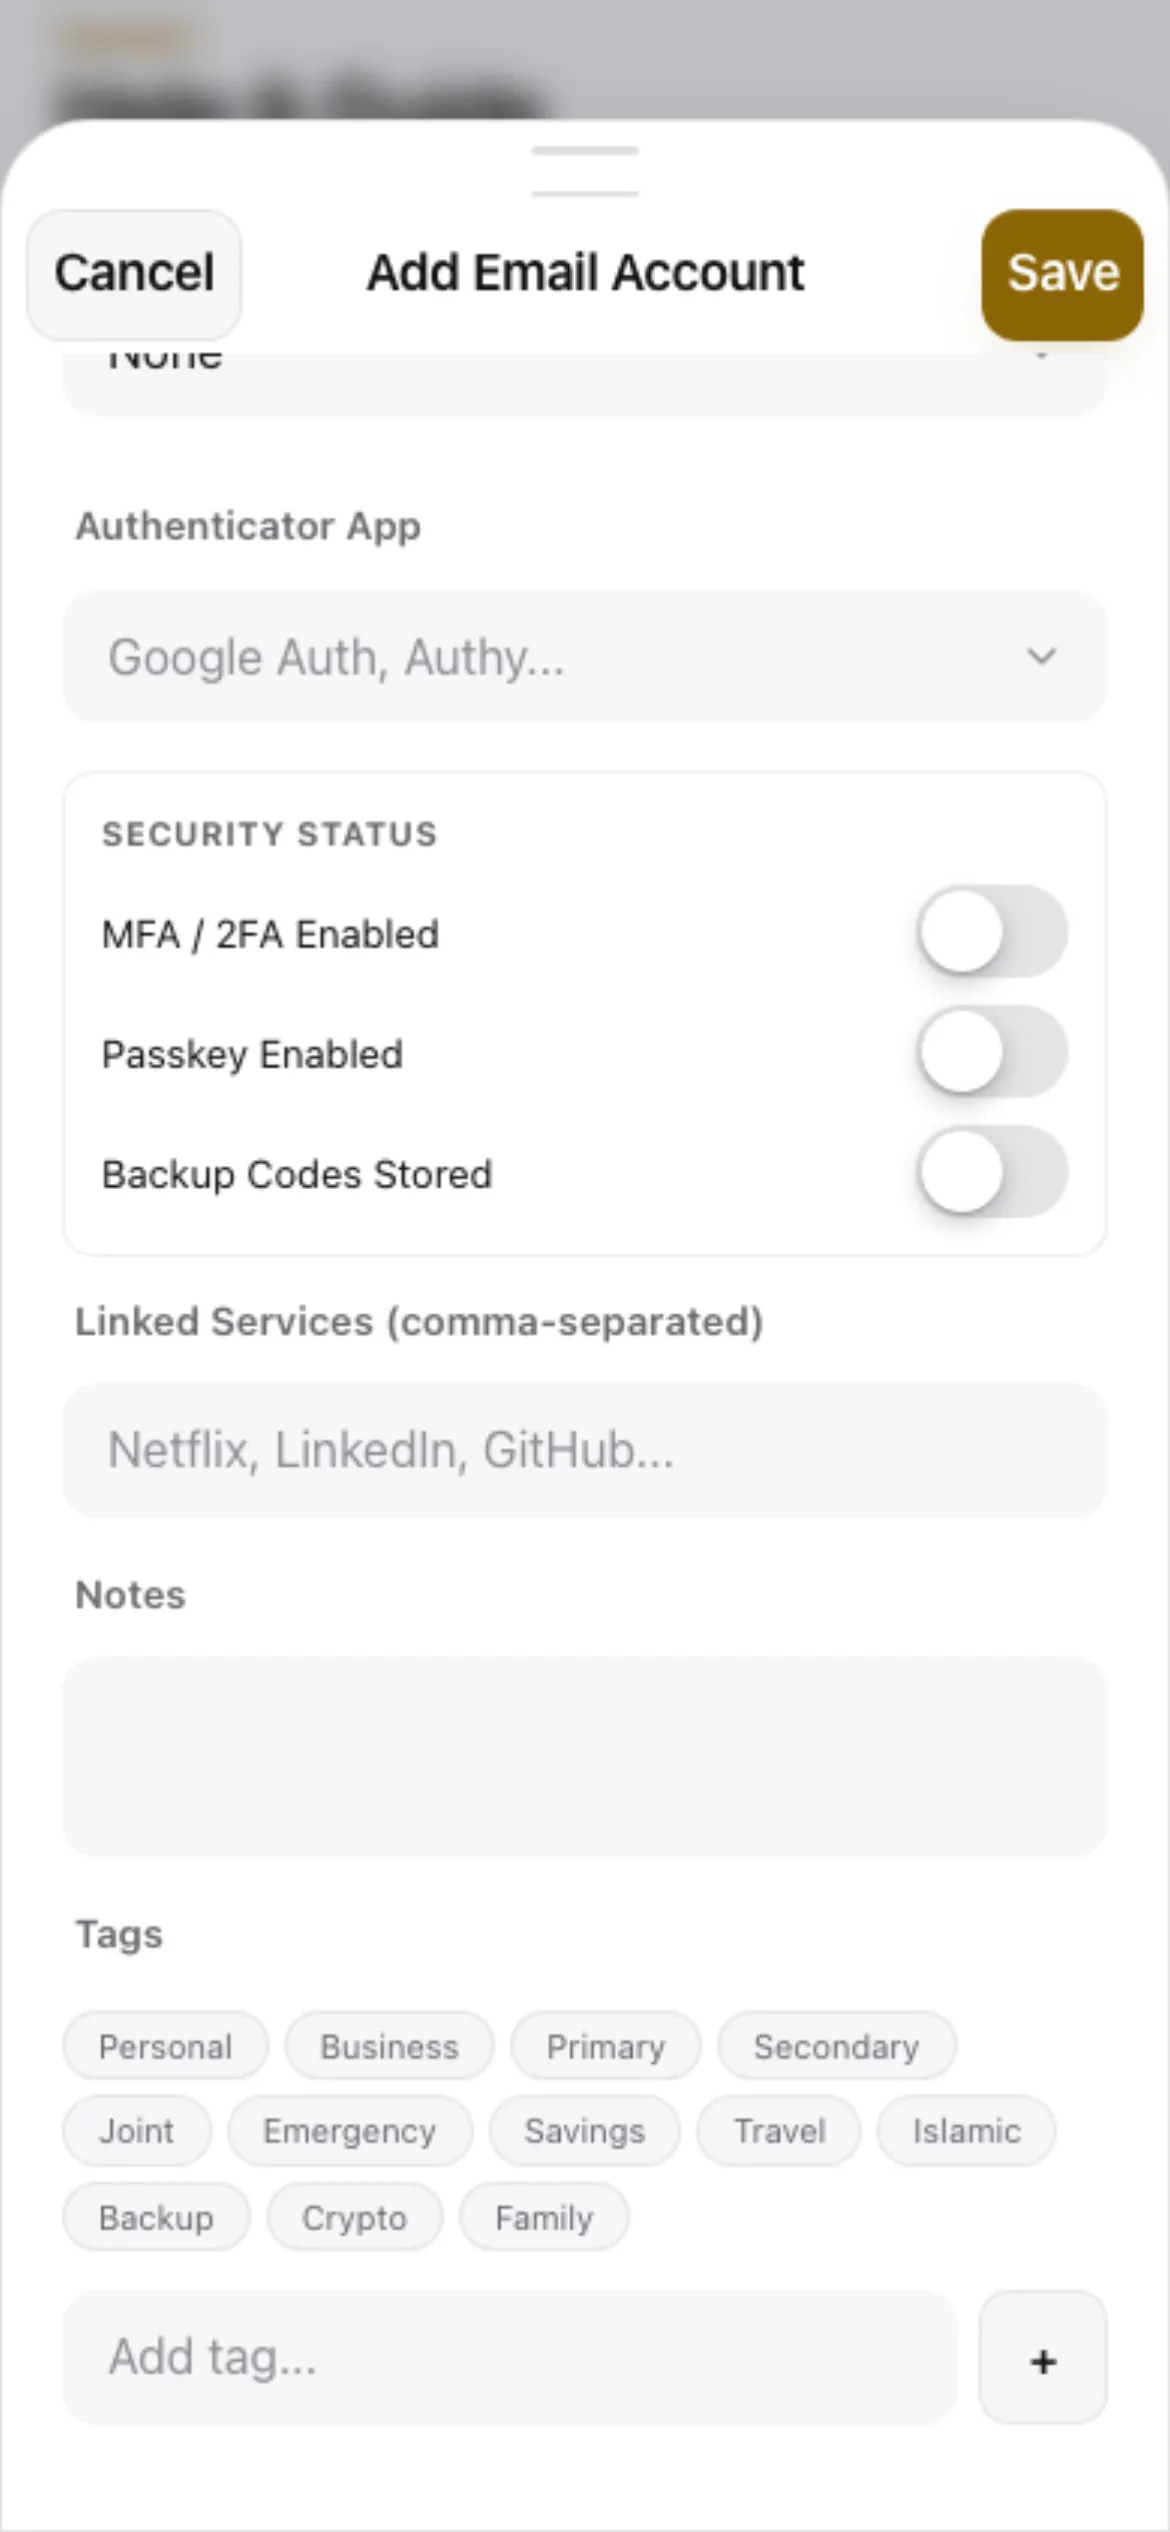 Cancel
Add Email Account
Save
None
Authenticator App
Google Auth, Authy...
SECURITY STATUS
MFA / 2FA Enabled
Passkey Enabled
Backup Codes Stored
Linked Services (comma-separated)
Netflix, LinkedIn, GitHub...
Notes
Tags
Personal Business Primary Secondary
Joint Emergency Savings Travel Islamic
Backup Crypto Family
Add tag... +